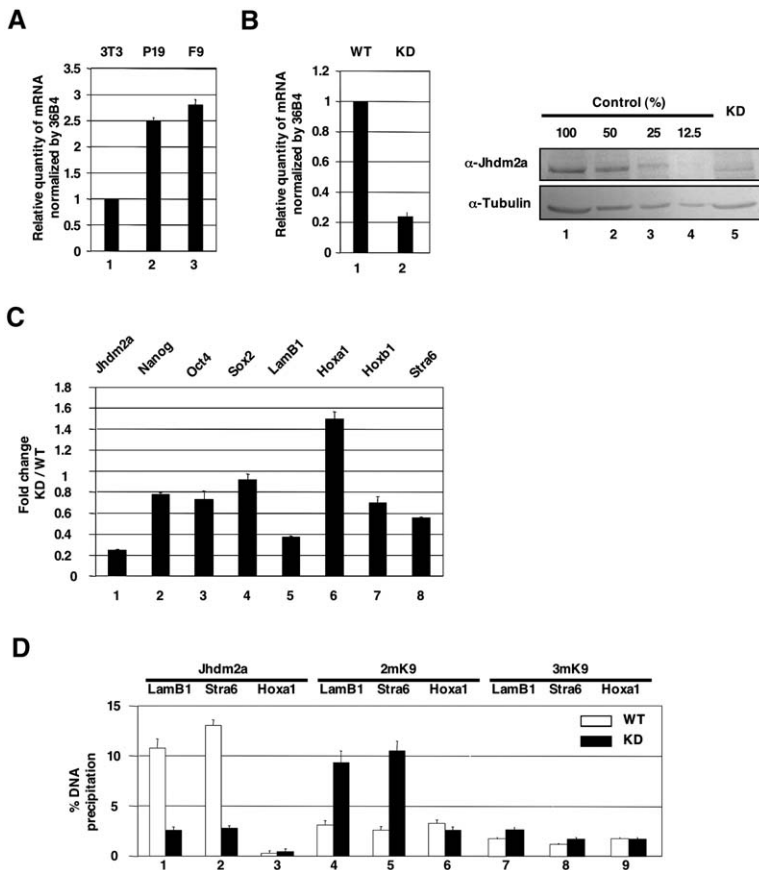 A
3T3 P19 F9
Relative quantity of mRNA
normalized by 36B4
3
2.5
2
1.5
1
0.5
0
1 2 3
B
WT KD
Relative quantity of mRNA
normalized by 36B4
1.2
1
0.8
0.6
0.4
0.2
0
1 2
Control (%) KD
100 50 25 12.5
α-Jhdm2a
α-Tubulin
1 2 3 4 5
C
Jhdm2a Nanog Oct4 Sox2 LamB1 Hoxa1 Hoxb1 Stra6
Fold change
KD / WT
1.8
1.6
1.4
1.2
1
0.8
0.6
0.4
0.2
0
1 2 3 4 5 6 7 8
D
Jhdm2a 2mK9 3mK9
LamB1 Stra6 Hoxa1 LamB1 Stra6 Hoxa1 LamB1 Stra6 Hoxa1
% DNA
precipitation
15
10
5
0
WT
KD
1 2 3 4 5 6 7 8 9